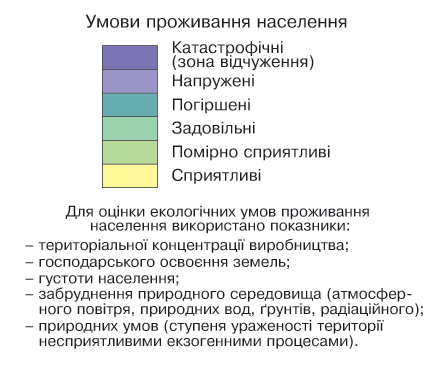 Умови проживання населення
Катастрофічні
(зона відчуження)
Напружені
Погіршені
Задовільні
Помірно сприятливі
Сприятливі
Для оцінки екологічних умов проживання
населення використано показники:
– територіальної концентрації виробництва;
– господарського освоєння земель;
– густоти населення;
– забруднення природного середовища (атмосфер-
ного повітря, природних вод, ґрунтів, радіаційного);
– природних умов (ступеня ураженості території
несприятливими екзогенними процесами).